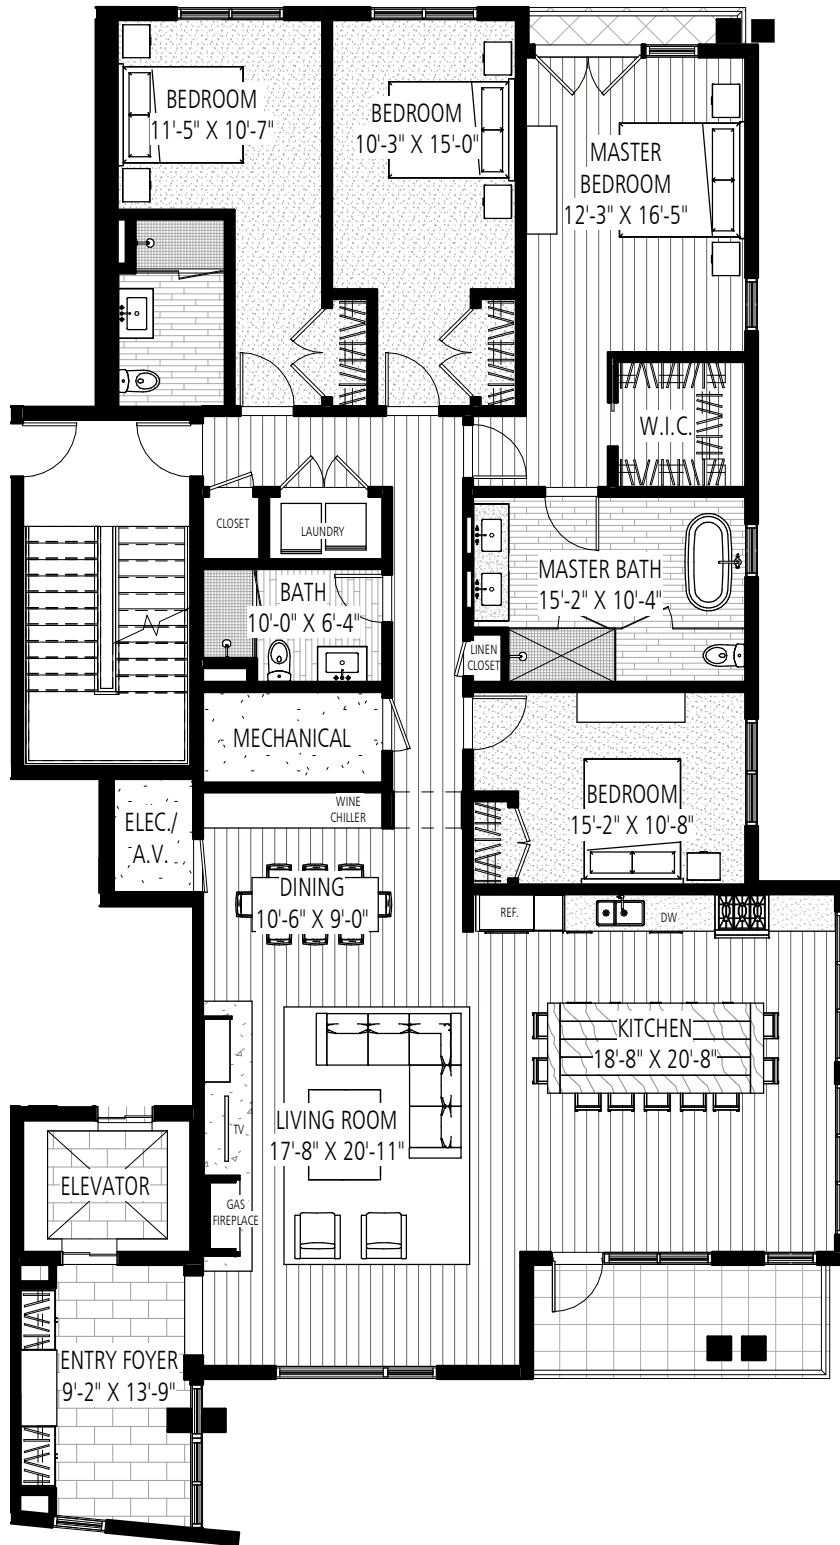 BEDROOM
11'-5" X 10'-7"
BEDROOM
10'-3" X 15'-0"
MASTER
BEDROOM
12'-3" X 16'-5"
W.I.C.
CLOSET
LAUNDRY
BATH
10'-0" X 6'-4"
MASTER BATH
15'-2" X 10'-4"
LINEN
CLOSET
MECHANICAL
BEDROOM
15'-2" X 10'-8"
WINE
CHILLER
ELEC./
A.V.
DINING
10'-6" X 9'-0"
REF.
DW
KITCHEN
18'-8" X 20'-8"
LIVING ROOM
17'-8" X 20'-11"
TV
ELEVATOR
GAS
FIREPLACE
ENTRY FOYER
9'-2" X 13'-9"